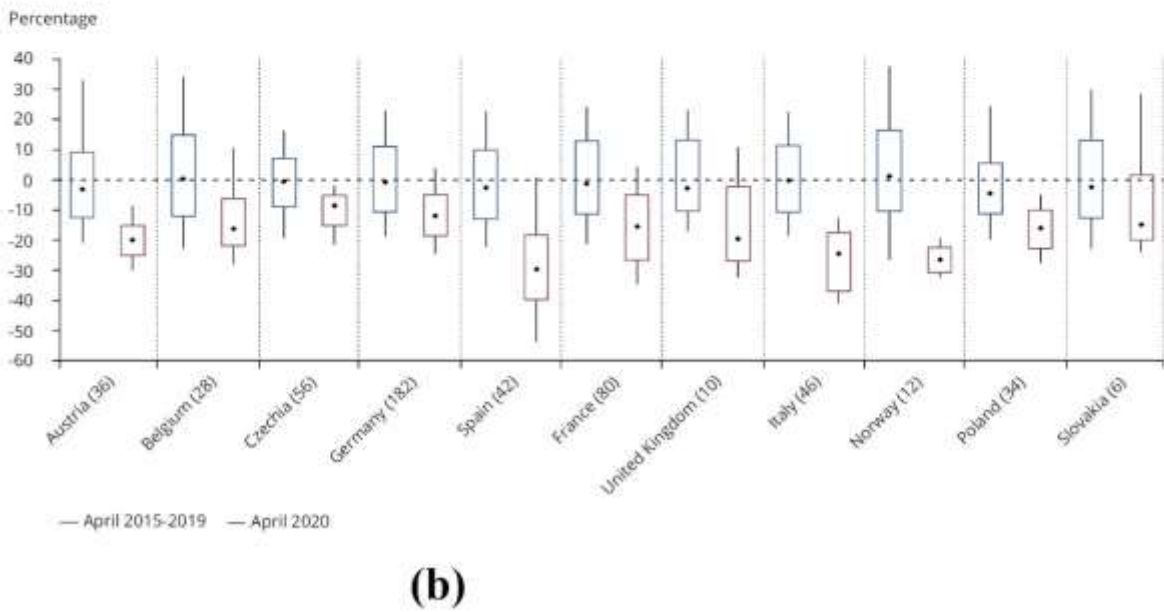 Percentage
40
30
20
10
0
-10
-20
-30
-40
-50
-60
Austria (36)
Belgium (28)
Czechia (56)
Germany (182)
Spain (42)
France (80)
United Kingdom (10)
Italy (46)
Norway (12)
Poland (34)
Slovakia (6)
— April 2015-2019 — April 2020
(b)